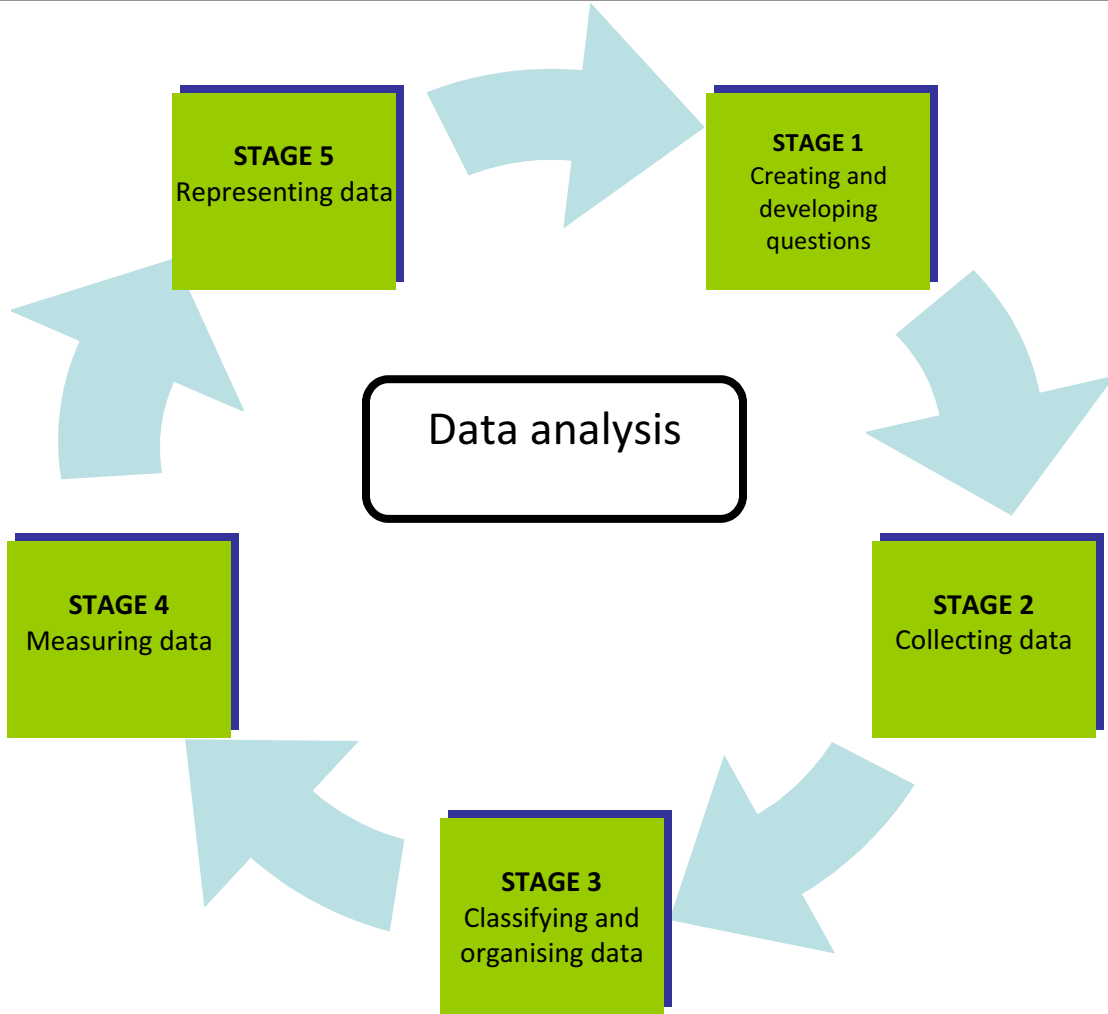 STAGE 5
Representing data
STAGE 1
Creating and
developing
questions
Data analysis
STAGE 4
Measuring data
STAGE 2
Collecting data
STAGE 3
Classifying and
organising data